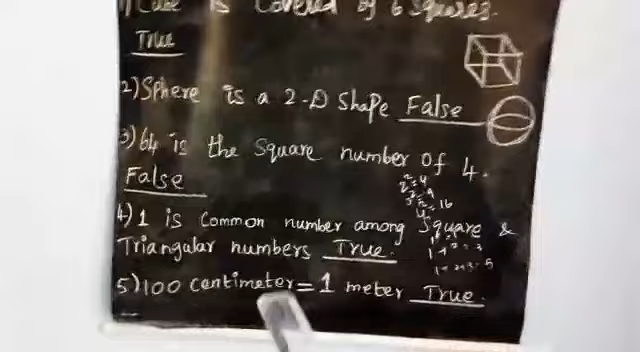 1) Cube is Covered by 6 Squares.
True
2) Sphere is a 2-D Shape False
3) 64 is the Square number of 4.
False
4) 1 is Common number among Square &
Triangular numbers True.
5) 100 Centimeter = 1 meter True.